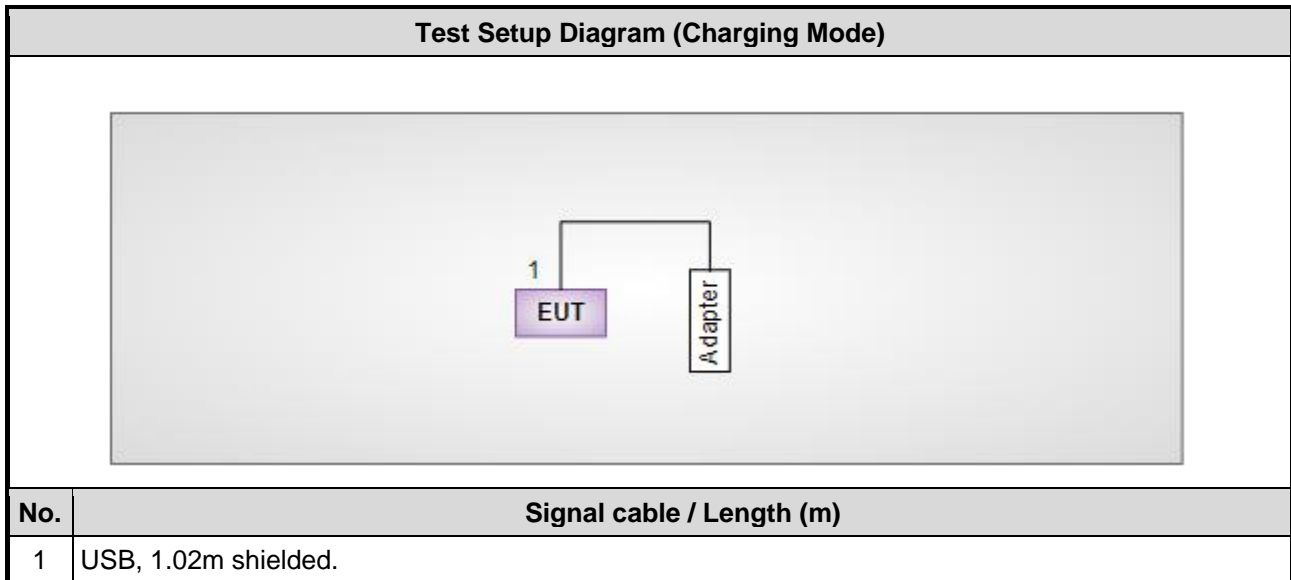 Test Setup Diagram (Charging Mode)
1
EUT
Adapter
No. Signal cable / Length (m)
1 USB, 1.02m shielded.